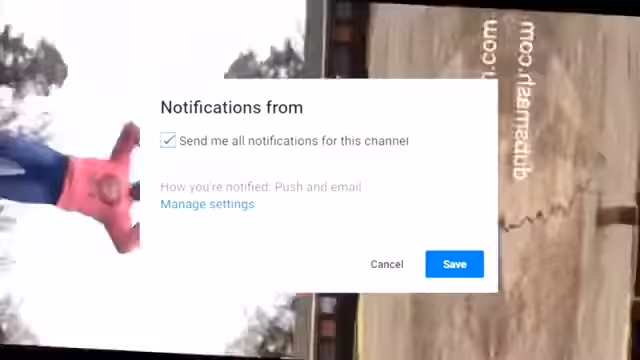 Notifications from
Send me all notifications for this channel
How you're notified: Push and email
Manage settings
Cancel
Save